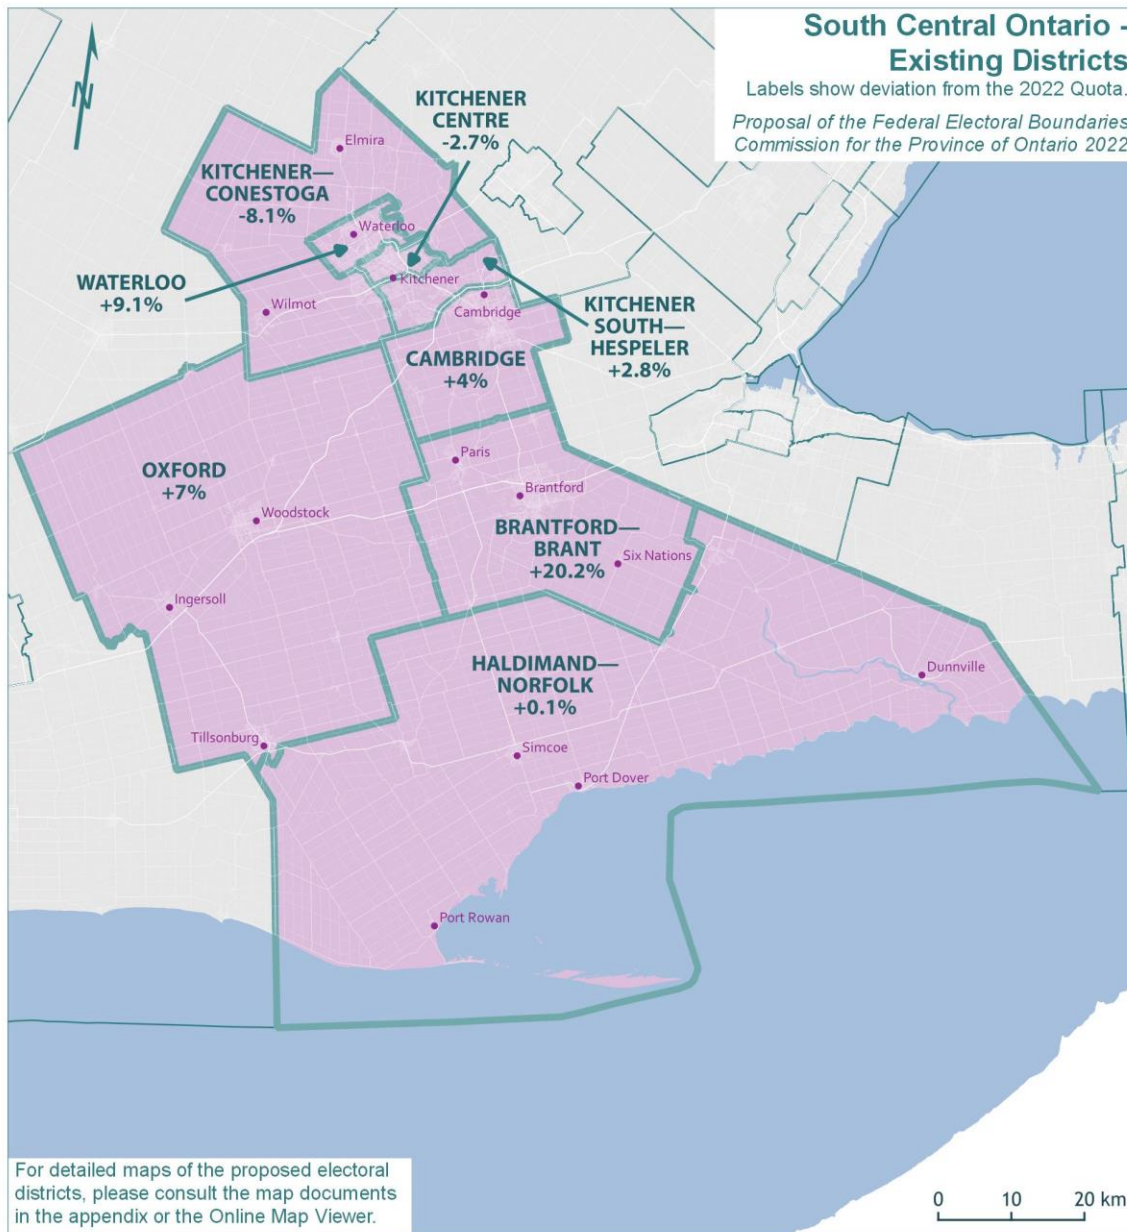 South Central Ontario -
Existing Districts
Labels show deviation from the 2022 Quota.
Proposal of the Federal Electoral Boundaries
Commission for the Province of Ontario 2022
N
KITCHENER
CENTRE
-2.7%
Elmira
KITCHENER—
CONESTOGA
-8.1%
Waterloo
WATERLOO
+9.1%
Kitchener
Wilmot
Cambridge
KITCHENER
SOUTH—
HESPELER
+2.8%
CAMBRIDGE
+4%
OXFORD
+7%
Paris
Brantford
Woodstock
BRANTFORD—
BRANT
+20.2%
Six Nations
Ingersoll
HALDIMAND—
NORFOLK
+0.1%
Dunnville
Tillsonburg
Simcoe
Port Dover
Port Rowan
For detailed maps of the proposed electoral
districts, please consult the map documents
in the appendix or the Online Map Viewer.
0 10 20 km